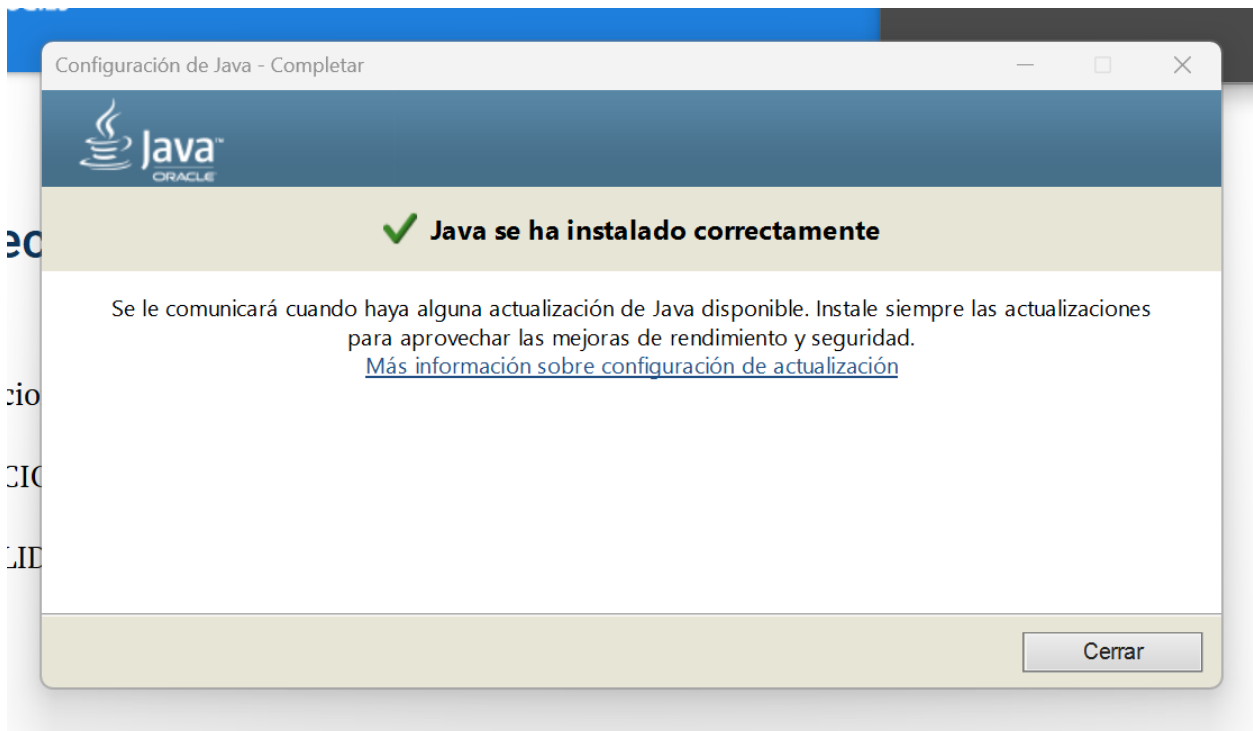 Configuración de Java - Completar
Java™
ORACLE
Java se ha instalado correctamente
Se le comunicará cuando haya alguna actualización de Java disponible. Instale siempre las actualizaciones
para aprovechar las mejoras de rendimiento y seguridad.
Más información sobre configuración de actualización
Cerrar